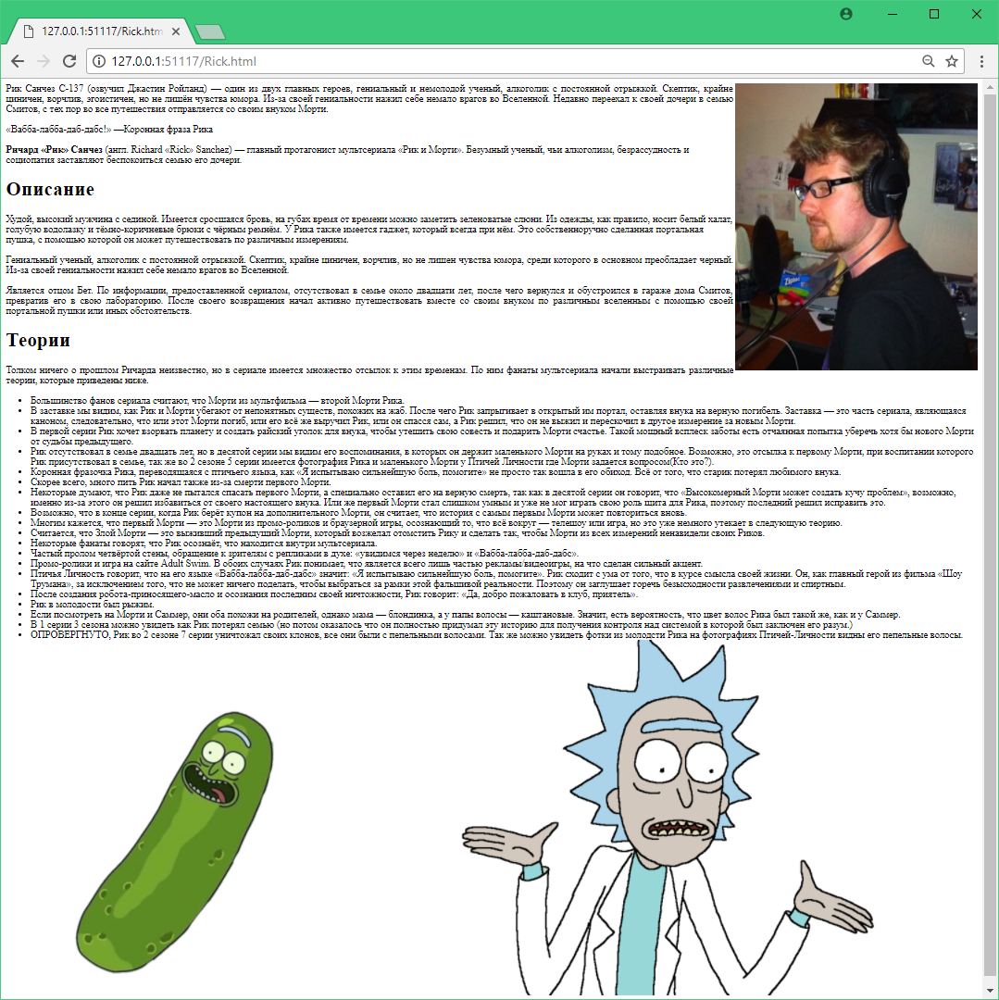 127.0.0.1:51117/Rick.htm
127.0.0.1:51117/Rick.html
Рик Санчез C-137 (озвучил Джастин Ройланд) — один из двух главных героев, гениальный и немолодой ученый, алкоголик с постоянной отрыжкой. Скептик, крайне
циничен, ворчлив, эгоистичен, но не лишён чувства юмора. Из-за своей гениальности нажил себе немало врагов во Вселенной. Недавно переехал к своей дочери в семью
Смитов, с тех пор во все путешествия отправляется со своим внуком Морти.
«Вабба-лабба-даб-дабс!» —Коронная фраза Рика
Ричард «Рик» Санчез (англ. Richard «Rick» Sanchez) — главный протагонист мультсериала «Рик и Морти». Безумный ученый, чьи алкоголизм, безрассудность и
социопатия заставляют беспокоиться семью его дочери.
Описание
Худой, высокий мужчина с сединой. Имеется сросшаяся бровь, на губах время от времени можно заметить зеленоватые слюни. Из одежды, как правило, носит белый халат,
голубую водолазку и тёмно-коричневые брюки с чёрным ремнём. У Рика также имеется гаджет, который всегда при нём. Это собственноручно сделанная портальная
пушка, с помощью которой он может путешествовать по различным измерениям.
Гениальный ученый, алкоголик с постоянной отрыжкой. Скептик, крайне циничен, ворчлив, но не лишен чувства юмора, среди которого в основном преобладает черный.
Из-за своей гениальности нажил себе немало врагов во Вселенной.
Является отцом Бет. По информации, предоставленной сериалом, отсутствовал в семье около двадцати лет, после чего вернулся и обустроился в гараже дома Смитов,
превратив его в свою лабораторию. После своего возвращения начал активно путешествовать вместе со своим внуком по различным вселенным с помощью своей
портальной пушки или иных обстоятельств.
Теории
Толком ничего о прошлом Ричарда неизвестно, но в сериале имеется множество отсылок к этим временам. По ним фанаты мультсериала начали выстраивать различные
теории, которые приведены ниже.
Большинство фанов сериала считают, что Морти из мультфильма — второй Морти Рика.
В заставке мы видим, как Рик и Морти убегают от непонятных существ, похожих на жаб. После чего Рик запрыгивает в открытый им портал, оставляя внука на верную погибель. Заставка — это часть сериала, являющаяся
каноном, следовательно, что или этот Морти погиб, или его всё же выручил Рик, или он спасся сам, а Рик решил, что он не выжил и перескочил в другое измерение за новым Морти.
В первой серии Рик хочет взорвать планету и создать райский уголок для внука, чтобы утешить свою совесть и подарить Морти счастье. Такой мощный всплеск заботы есть отчаянная попытка уберечь хотя бы нового Морти
от судьбы предыдущего.
Рик отсутствовал в семье двадцать лет, но в десятой серии мы видим его воспоминания, в которых он держит маленького Морти на руках и тому подобное. Возможно, это отсылка к первому Морти, при воспитании которого
Рик присутствовал в семье, так же во 2 сезоне 5 серии имеется фотография Рика и маленького Морти у Птичей Личности где Морти задается вопросом(Кто это?).
Коронная фразочка Рика, переводящаяся с птичьего языка, как «Я испытываю сильнейшую боль, помогите» не просто так вошла в его обиход. Всё от того, что старик потерял любимого внука.
Скорее всего, много пить Рик начал также из-за смерти первого Морти.
Некоторые думают, что Рик даже не пытался спасать первого Морти, а специально оставил его на верную смерть, так как в десятой серии он говорит, что «Высокомерный Морти может создать кучу проблем», возможно,
именно из-за этого он решил избавиться от своего настоящего внука. Или же первый Морти стал слишком умным и уже не мог играть свою роль щита для Рика, поэтому последний решил исправить это.
Возможно, что в конце серии, когда Рик берёт купон на дополнительного Морти, он считает, что история с самым первым Морти может повториться вновь.
Многим кажется, что первый Морти — это Морти из промо-роликов и браузерной игры, осознающий то, что всё вокруг — телешоу или игра, но это уже немного утекает в следующую теорию.
Считается, что Злой Морти — это выживший предыдущий Морти, который возжелал отомстить Рику и сделать так, чтобы Морти из всех измерений ненавидели своих Риков.
Некоторые фанаты говорят, что Рик осознаёт, что находится внутри мультсериала.
Частый пролом четвёртой стены, обращение к зрителям с репликами в духе: «увидимся через неделю» и «Вабба-лабба-даб-дабс».
Промо-ролики и игра на сайте Adult Swim. В обоих случаях Рик понимает, что является всего лишь частью рекламы/видеоигры, на что сделан сильный акцент.
Птичья Личность говорит, что на его языке «Вабба-лабба-даб-дабс» значит: «Я испытываю сильнейшую боль, помогите». Рик сходит с ума от того, что в курсе смысла своей жизни. Он, как главный герой из фильма «Шоу
Трумана», за исключением того, что не может ничего поделать, чтобы выбраться за рамки этой фальшивой реальности. Поэтому он заглушает горечь безысходности развлечениями и спиртным.
После создания робота-приносящего-масло и осознания последним своей ничтожности, Рик говорит: «Да, добро пожаловать в клуб, приятель».
Рик в молодости был рыжим.
Если посмотреть на Морти и Саммер, они оба похожи на родителей, однако мама — блондинка, а у папы волосы — каштановые. Значит, есть вероятность, что цвет волос Рика был такой же, как и у Саммер.
В 1 серии 3 сезона можно увидеть как Рик потерял семью (но потом оказалось что он полностью придумал эту историю для получения контроля над системой в которой был заключен его разум.)
ОПРОВЕРГНУТО, Рик во 2 сезоне 7 серии уничтожал своих клонов, все они были с пепельными волосами. Так же можно увидеть фотки из молодсти Рика на фотографиях Птичей-Личности видны его пепельные волосы.